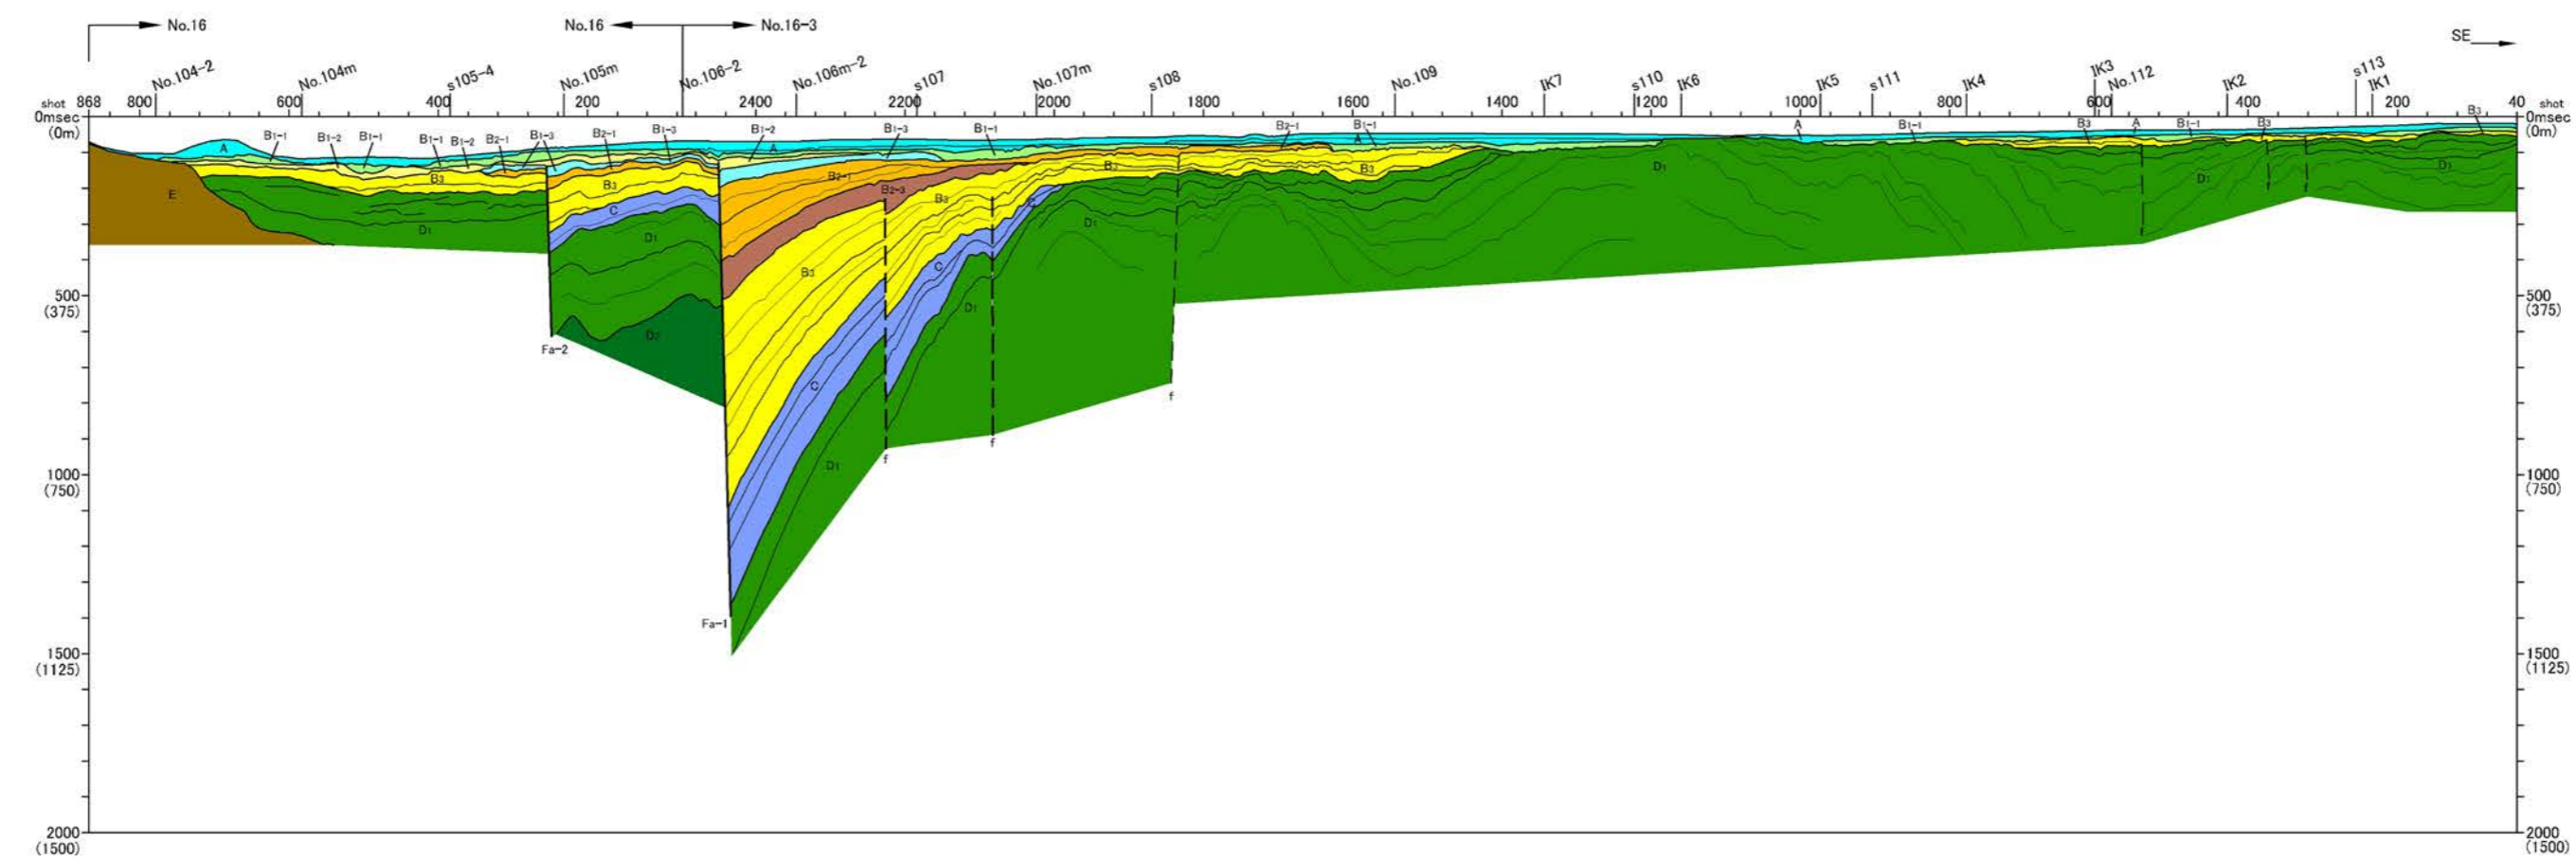 No.16
No.16
No.16-3
SE
No.104-2
No.104m
s105-4
No.105m
No.106-2
No.106m-2
s107
No.107m
s108
No.109
IK7
s110
IK6
IK5
s111
IK4
IK3
No.112
IK2
s113
IK1
shot 868 800 600 400 200 2400 2200 2000 1800 1600 1400 1200 1000 800 600 400 200 40 shot
0msec
(0m)
0msec
(0m)
B1-1 B1-2 B1-1 B1-1 B1-2 B2-1 B1-3 B2-1 B1-3 B1-2 B1-3 B1-1 B2-1 B1-1 A B1-1 B3 A B1-1 B3 B3
A A A
E B3 B3 B2-1 B2-3 B3 B3 B3 D1 D1 D1
D1 C D1 B3 C D1
C D1
500
(375)
D2
500
(375)
Fa-2
C
f
D1
f
f
1000
(750)
1000
(750)
Fa-1
1500
(1125)
1500
(1125)
2000
(1500)
2000
(1500)